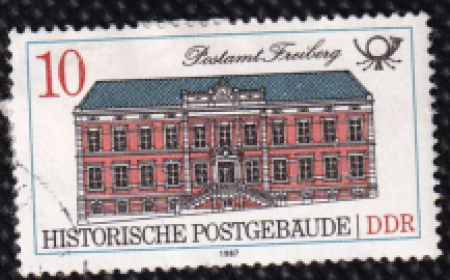 10 Postamt Freiberg
HISTORISCHE POSTGEBÄUDE | DDR
1987